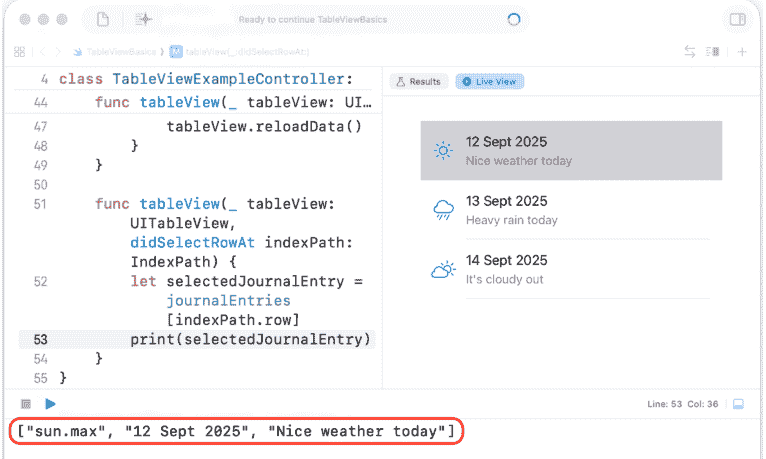 Ready to continue TableViewBasics
TableViewBasics
tableView(_:didSelectRowAt:)
4 class TableViewExampleController:
44 func tableView(_ tableView: UI…
47 tableView.reloadData()
48 }
49 }
50
51 func tableView(_ tableView:
UITableView,
didSelectRowAt indexPath:
IndexPath) {
52 let selectedJournalEntry =
journalEntries
[indexPath.row]
53 print(selectedJournalEntry)
54 }
55 }
Results
Live View
12 Sept 2025
Nice weather today
13 Sept 2025
Heavy rain today
14 Sept 2025
It's cloudy out
Line: 53 Col: 36
["sun.max", "12 Sept 2025", "Nice weather today"]